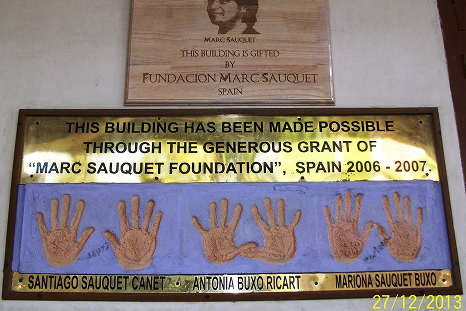 MARC SAUQUET
THIS BUILDING IS GIFTED
BY
FUNDACION MARC SAUQUET
SPAIN
THIS BUILDING HAS BEEN MADE POSSIBLE
THROUGH THE GENEROUS GRANT OF
"MARC SAUQUET FOUNDATION", SPAIN 2006 - 2007
SANTIAGO SAUQUET CANET · ANTONIA BUXO RICART · MARIONA SAUQUET BUXO
27/12/2013